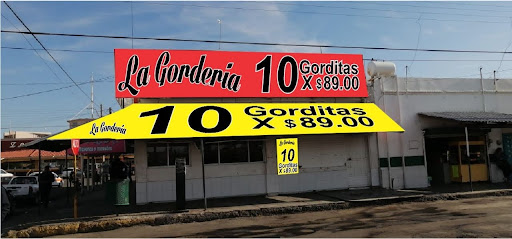 La Gordería 10 Gorditas
X $89.00
La Gordería 10 Gorditas
X $89.00
La Gordería
10
Gorditas
X $89.00